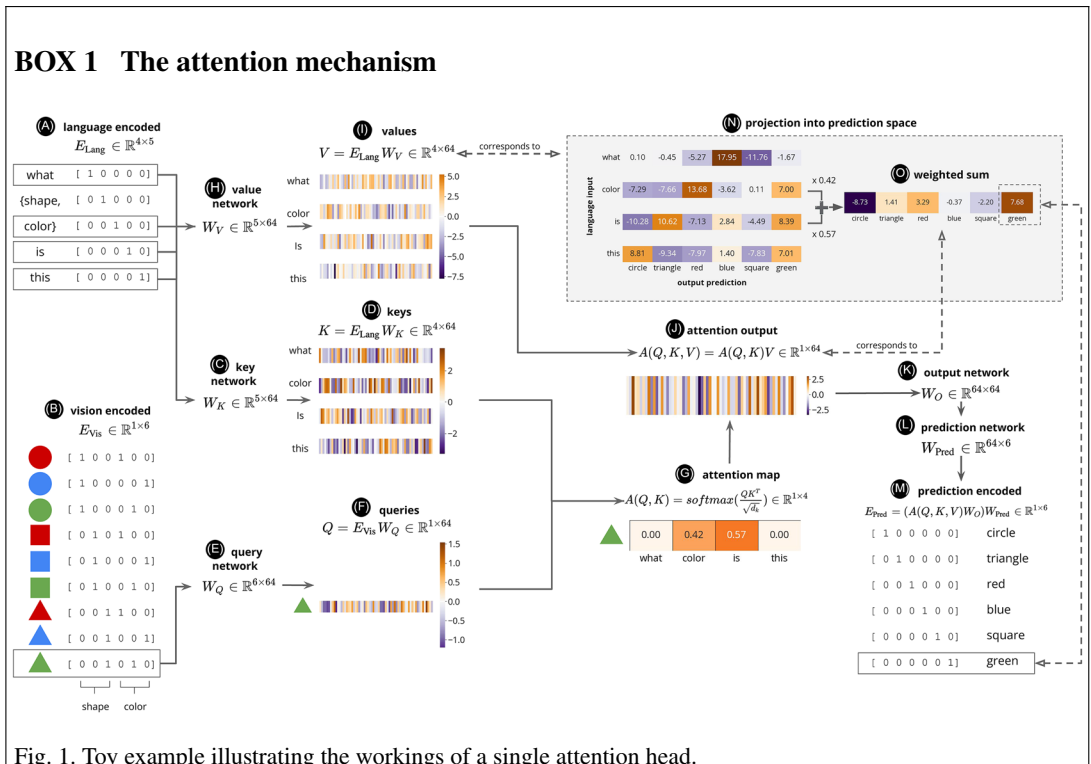 BOX 1 The attention mechanism
A language encoded
E_Lang ∈ ℝ^{4×5}
what [ 1 0 0 0 0]
{shape, [ 0 1 0 0 0]
color} [ 0 0 1 0 0]
is [ 0 0 0 1 0]
this [ 0 0 0 0 1]
B vision encoded
E_Vis ∈ ℝ^{1×6}
[ 1 0 0 1 0 0]
[ 1 0 0 0 0 1]
[ 1 0 0 0 1 0]
[ 0 1 0 1 0 0]
[ 0 1 0 0 0 1]
[ 0 1 0 0 1 0]
[ 0 0 1 1 0 0]
[ 0 0 1 0 0 1]
[ 0 0 1 0 1 0]
shape color
H value
network
W_V ∈ ℝ^{5×64}
C key
network
W_K ∈ ℝ^{5×64}
E query
network
W_Q ∈ ℝ^{6×64}
I values
V = E_Lang W_V ∈ ℝ^{4×64}
what
color
Is
this
5.0
2.5
0.0
−2.5
−5.0
−7.5
D keys
K = E_Lang W_K ∈ ℝ^{4×64}
what
color
Is
this
2
0
−2
F queries
Q = E_Vis W_Q ∈ ℝ^{1×64}
1.5
1.0
0.5
0.0
−0.5
−1.0
corresponds to
N projection into prediction space
language input
what 0.10 -0.45 -5.27 17.95 -11.76 -1.67
color -7.29 -7.66 13.68 -3.62 0.11 7.00
is -10.28 10.62 -7.13 2.84 -4.49 8.39
this 8.81 -9.34 -7.97 1.40 -7.83 7.01
circle triangle red blue square green
output prediction
x 0.42
x 0.57
O weighted sum
-8.73 1.41 3.29 -0.37 -2.20 7.68
circle triangle red blue square green
J attention output
A(Q, K, V) = A(Q, K)V ∈ ℝ^{1×64}
corresponds to
2.5
0.0
−2.5
G attention map
A(Q, K) = softmax(QK^T/√d_k) ∈ ℝ^{1×4}
0.00 0.42 0.57 0.00
what color is this
K output network
W_O ∈ ℝ^{64×64}
L prediction network
W_Pred ∈ ℝ^{64×6}
M prediction encoded
E_Pred = (A(Q, K, V)W_O)W_Pred ∈ ℝ^{1×6}
[ 1 0 0 0 0 0] circle
[ 0 1 0 0 0 0] triangle
[ 0 0 1 0 0 0] red
[ 0 0 0 1 0 0] blue
[ 0 0 0 0 1 0] square
[ 0 0 0 0 0 1] green
Fig. 1. Toy example illustrating the workings of a single attention head.